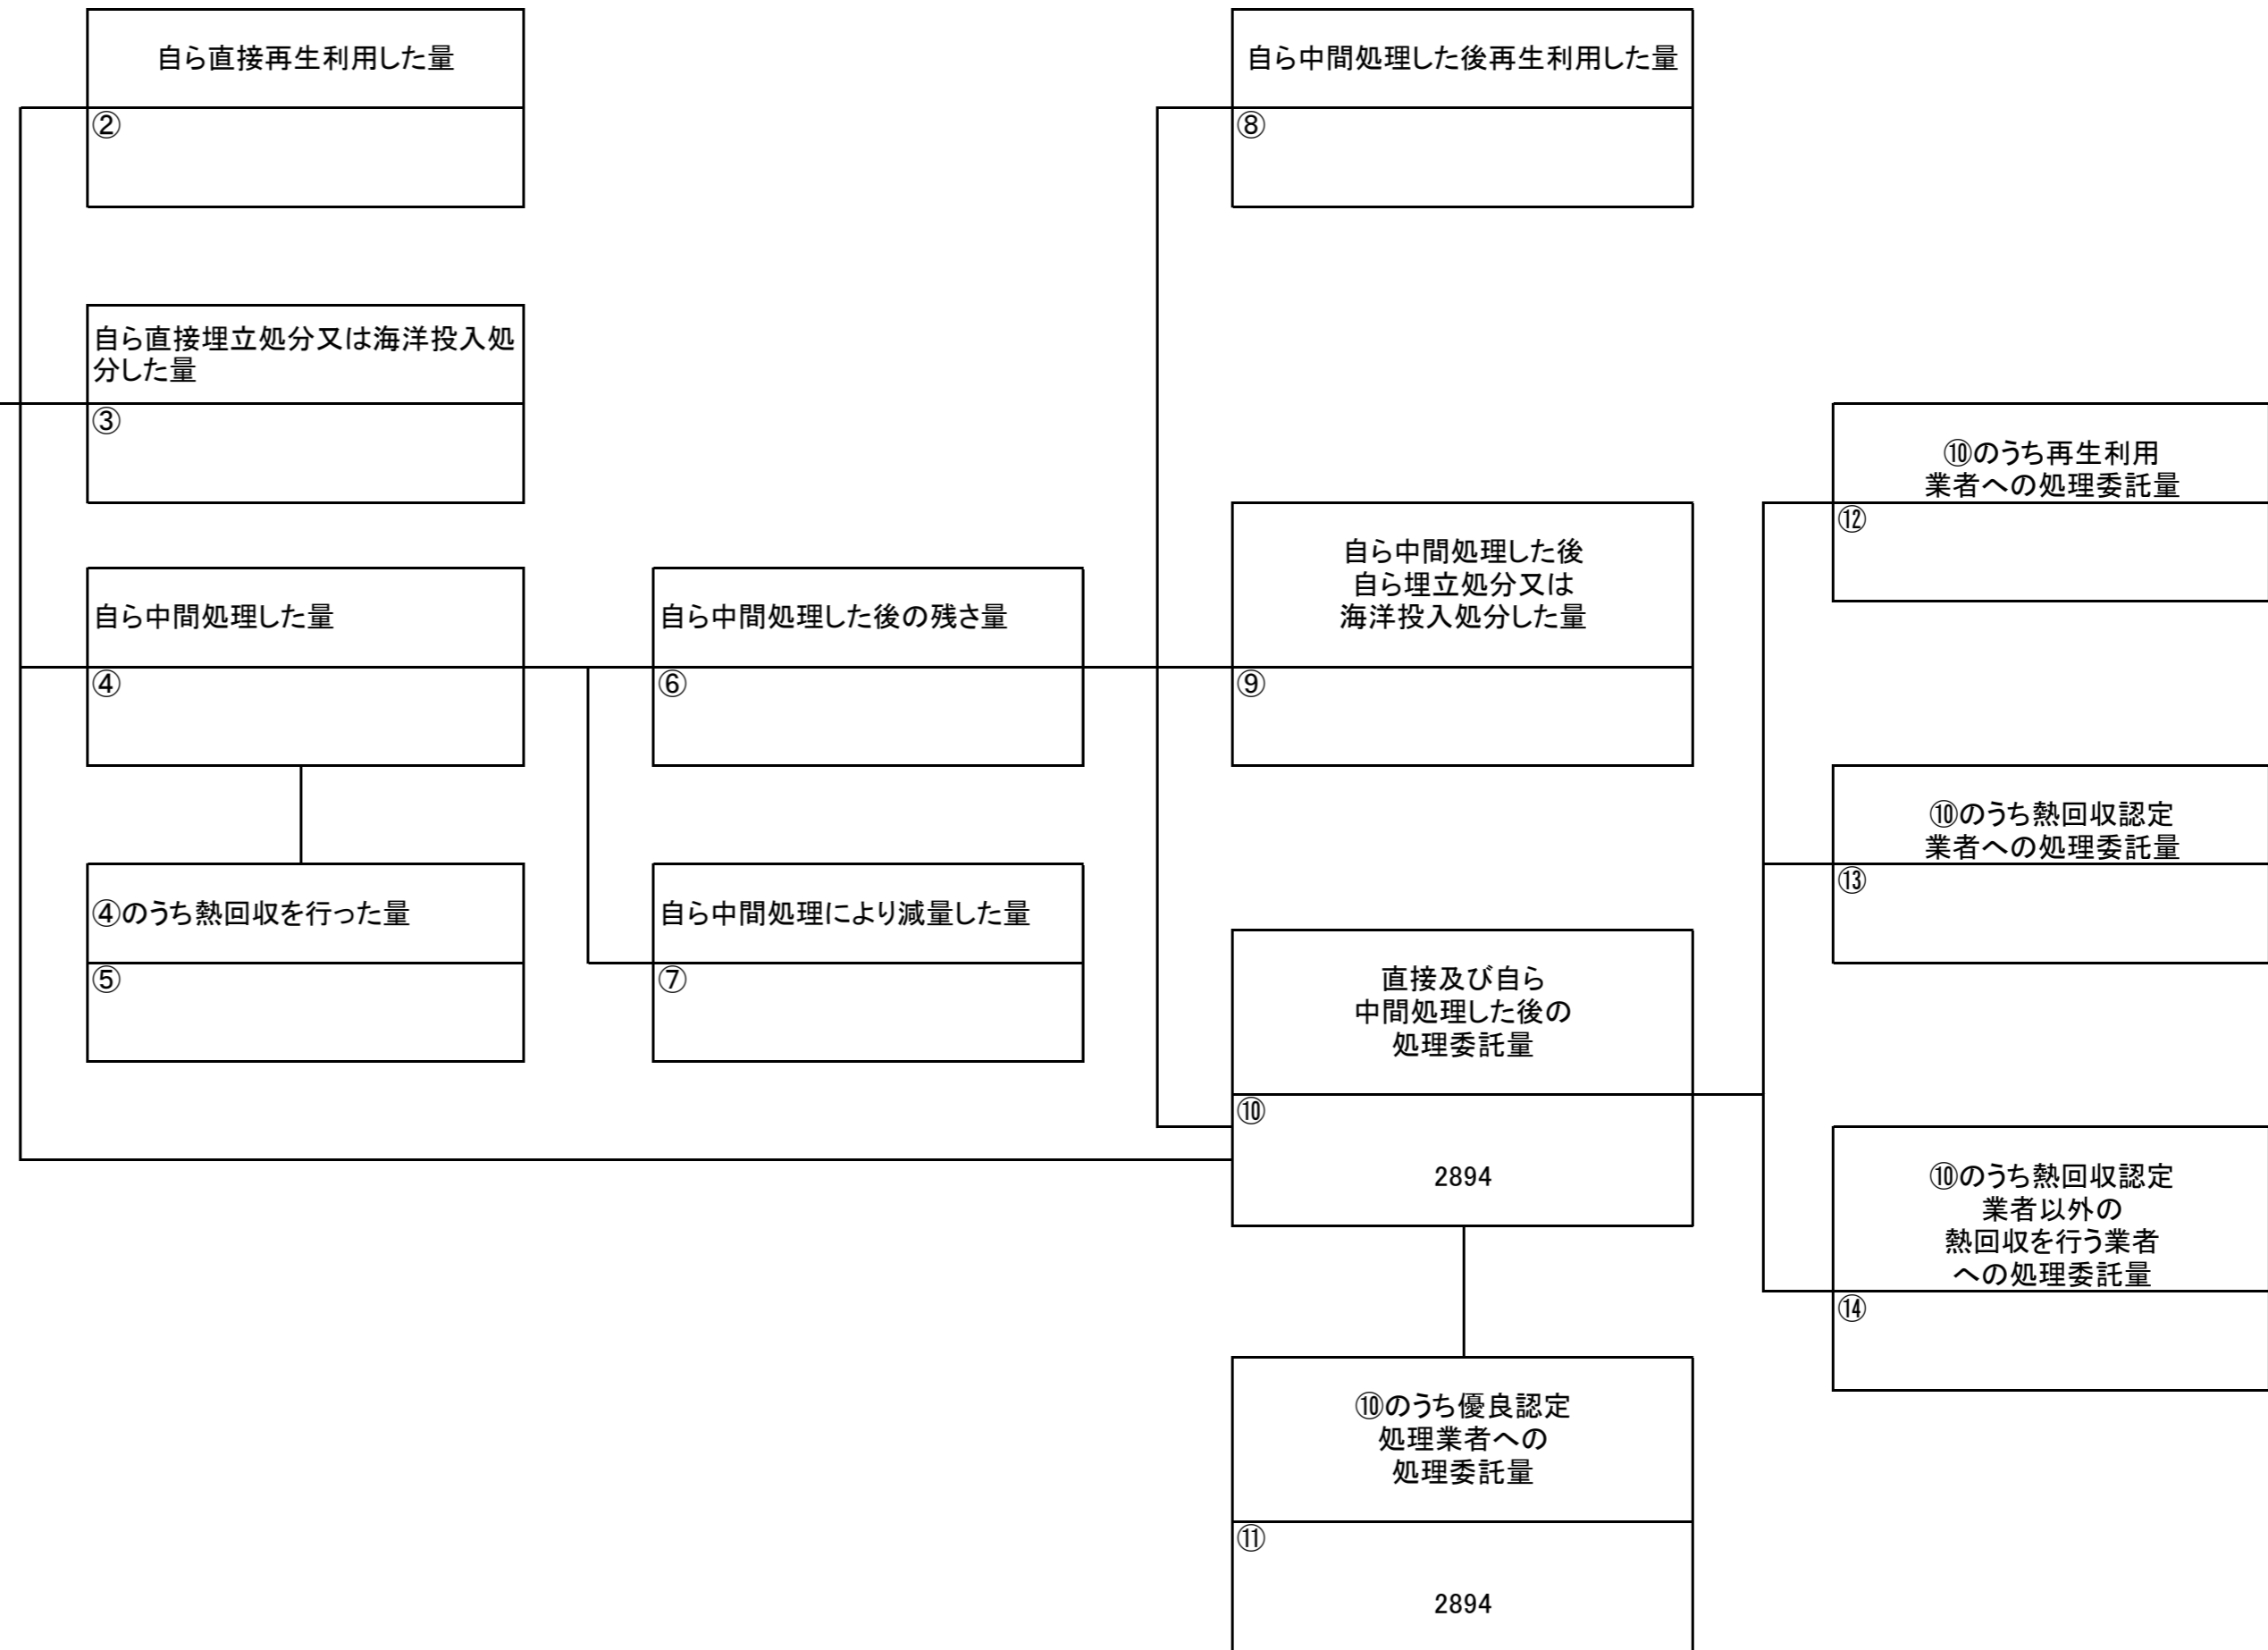 自ら直接再生利用した量
②
自ら中間処理した後再生利用した量
⑧
自ら直接埋立処分又は海洋投入処
分した量
③
⑩のうち再生利用
業者への処理委託量
⑫
自ら中間処理した量
④
自ら中間処理した後の残さ量
⑥
自ら中間処理した後
自ら埋立処分又は
海洋投入処分した量
⑨
⑩のうち熱回収認定
業者への処理委託量
⑬
④のうち熱回収を行った量
⑤
自ら中間処理により減量した量
⑦
直接及び自ら
中間処理した後の
処理委託量
⑩
2894
⑩のうち熱回収認定
業者以外の
熱回収を行う業者
への処理委託量
⑭
⑩のうち優良認定
処理業者への
処理委託量
⑪
2894